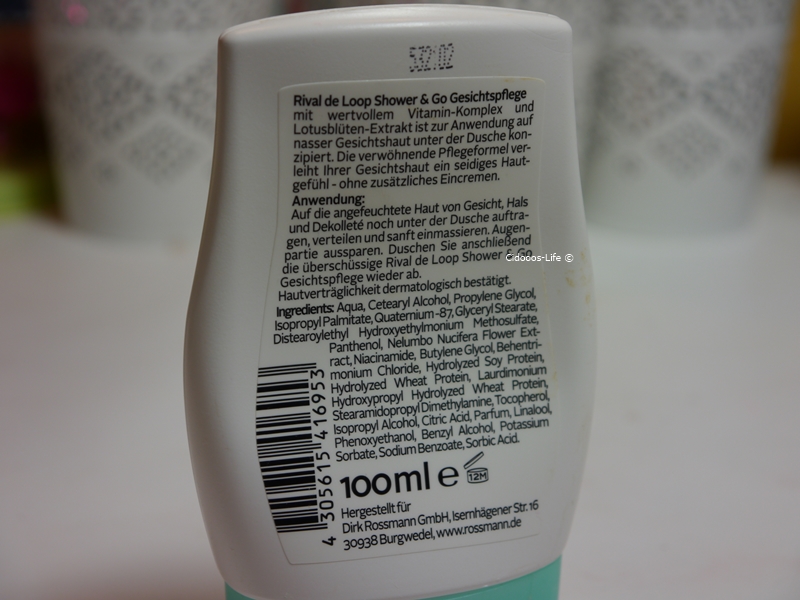 532102
Rival de Loop Shower & Go Gesichtspflege
mit wertvollem Vitamin-Komplex und
Lotusblüten-Extrakt ist zur Anwendung auf
nasser Gesichtshaut unter der Dusche kon-
zipiert. Die verwöhnende Pflegeformel ver-
leiht Ihrer Gesichtshaut ein seidiges Haut-
gefühl - ohne zusätzliches Eincremen.
Anwendung:
Auf die angefeuchtete Haut von Gesicht, Hals
und Dekolleté noch unter der Dusche auftra-
gen, verteilen und sanft einmassieren. Augen-
partie aussparen. Duschen Sie anschließend
die überschüssige Rival de Loop Shower & Go
Gesichtspflege wieder ab.
Hautverträglichkeit dermatologisch bestätigt.
Cidooos-Life ©
Ingredients: Aqua, Cetearyl Alcohol, Propylene Glycol,
Isopropyl Palmitate, Quaternium-87, Glyceryl Stearate,
Distearoylethyl Hydroxyethylmonium Methosulfate,
Panthenol, Nelumbo Nucifera Flower Ext-
ract, Niacinamide, Butylene Glycol, Behentri-
monium Chloride, Hydrolyzed Soy Protein,
Hydrolyzed Wheat Protein, Laurdimonium
Hydroxypropyl Hydrolyzed Wheat Protein,
Stearamidopropyl Dimethylamine, Tocopherol,
Isopropyl Alcohol, Citric Acid, Parfum, Linalool,
Phenoxyethanol, Benzyl Alcohol, Potassium
Sorbate, Sodium Benzoate, Sorbic Acid.
4 305615 416953
100ml e 12M
Hergestellt für
Dirk Rossmann GmbH, Isernhägener Str. 16
30938 Burgwedel, www.rossmann.de